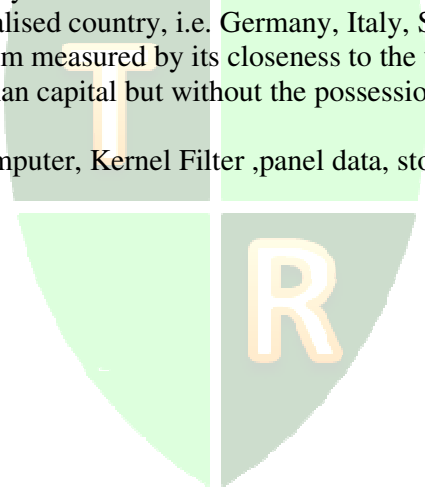 alised country, i.e. Germany, Italy, S
m measured by its closeness to the
an capital but without the possessio
mputer, Kernel Filter ,panel data, sto
T
R